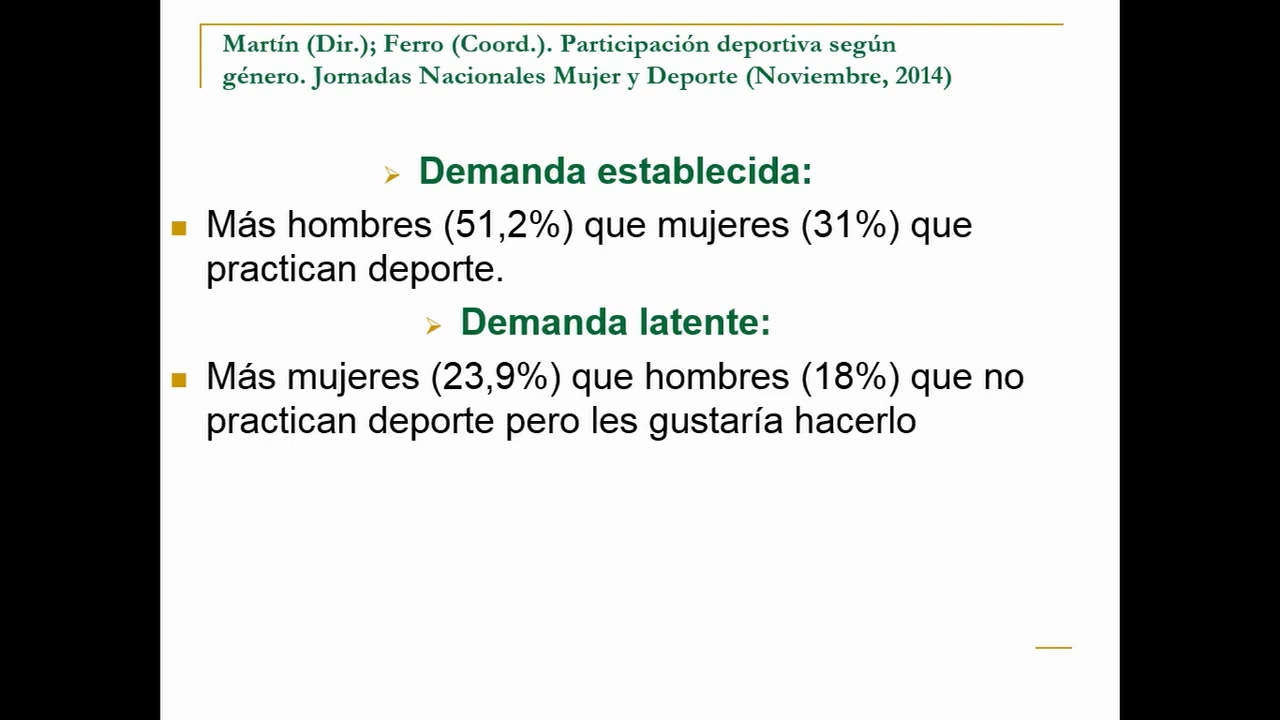 Martín (Dir.); Ferro (Coord.). Participación deportiva según
género. Jornadas Nacionales Mujer y Deporte (Noviembre, 2014)
Demanda establecida:
Más hombres (51,2%) que mujeres (31%) que
practican deporte.
Demanda latente:
Más mujeres (23,9%) que hombres (18%) que no
practican deporte pero les gustaría hacerlo